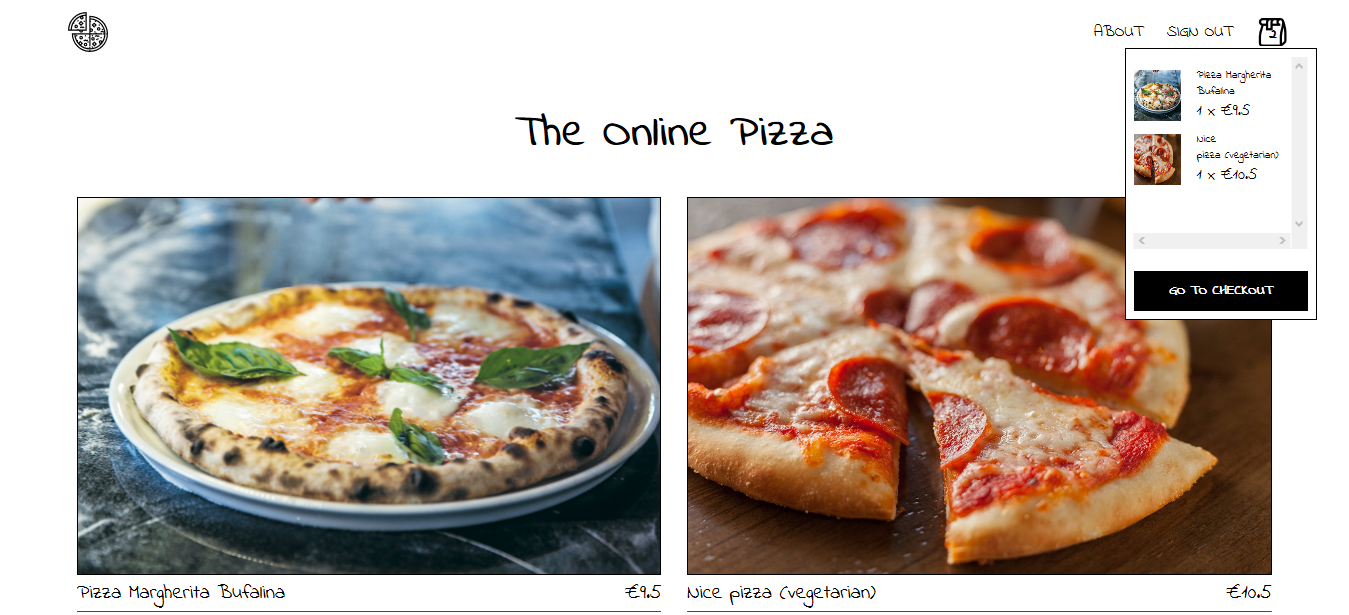 ABOUT
SIGN OUT
2
Pizza Margherita
Bufalina
1 x €9.5
Nice
pizza (vegetarian)
1 x €10.5
GO TO CHECKOUT
The Online Pizza
Pizza Margherita Bufalina
€9.5
Nice pizza (vegetarian)
€10.5